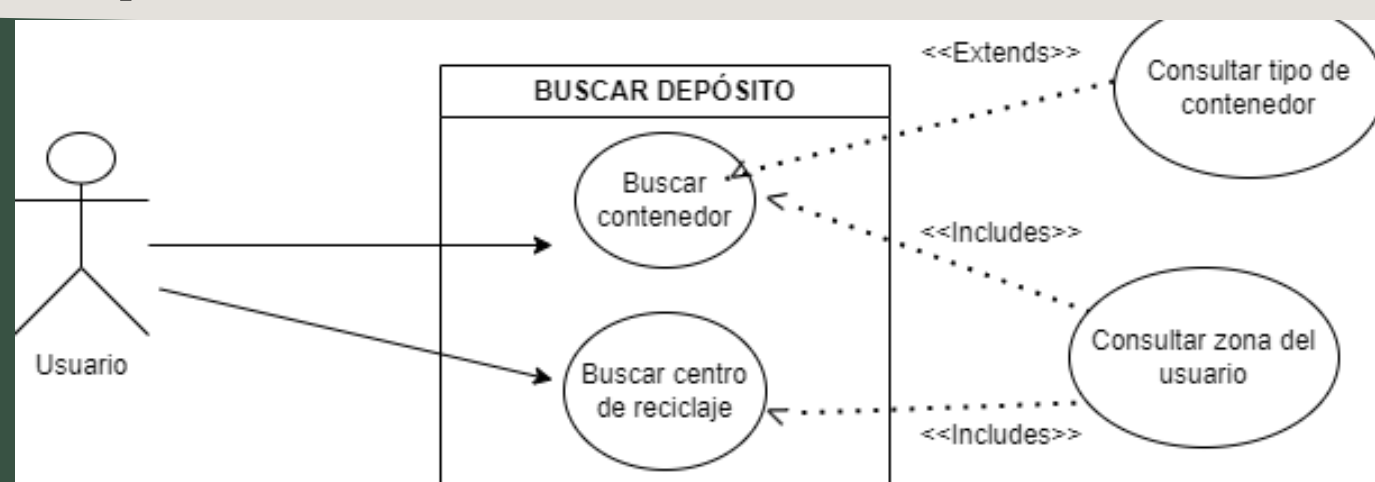 <<Extends>>
Consultar tipo de
contenedor
BUSCAR DEPÓSITO
Buscar
contenedor
<<Includes>>
Consultar zona del
usuario
Usuario
Buscar centro
de reciclaje
<<Includes>>